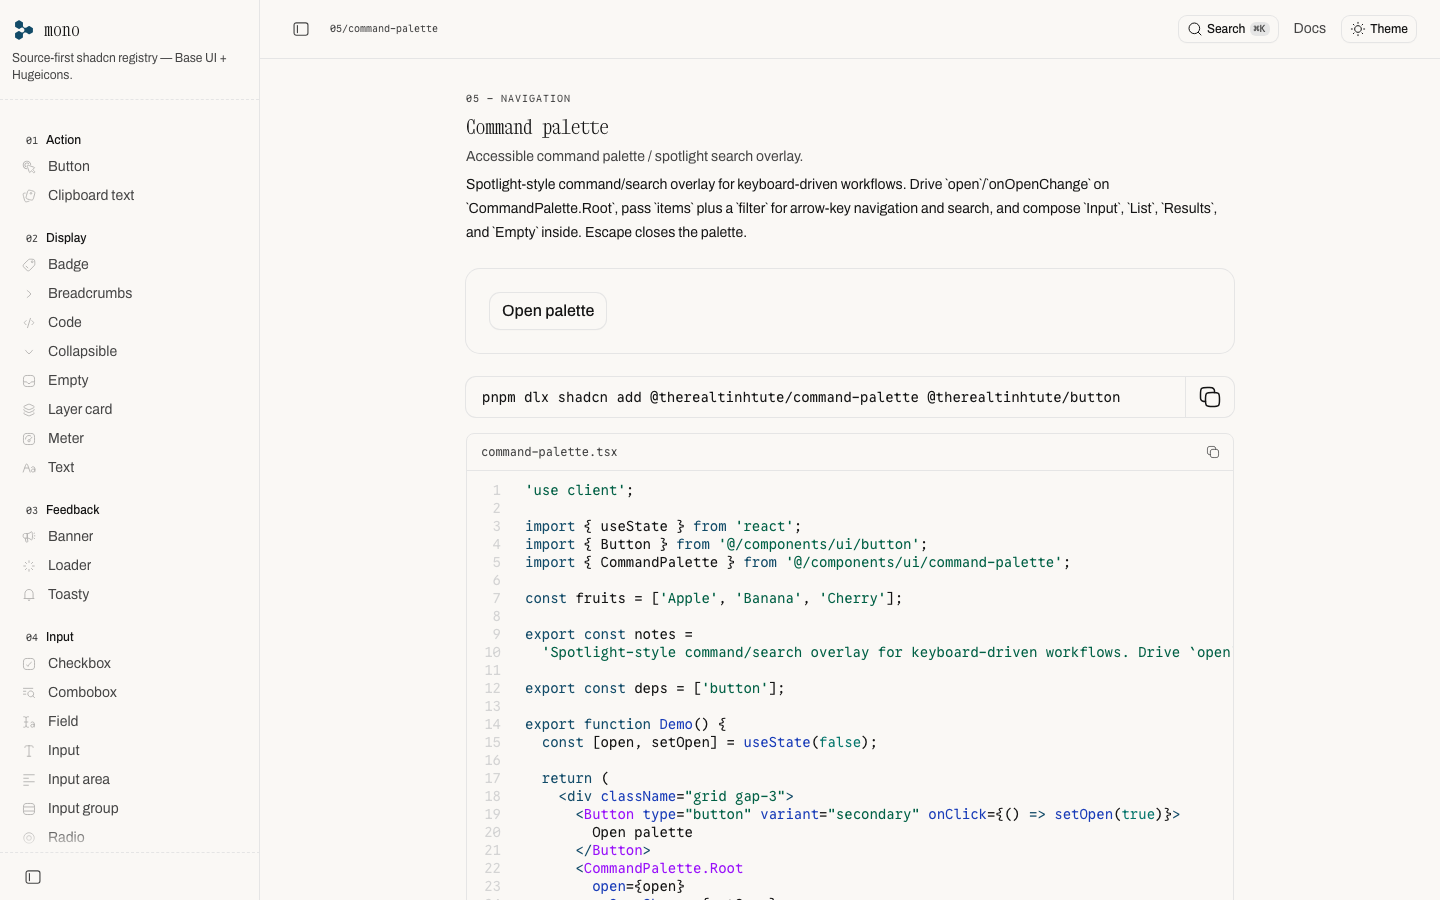 mono
Source-first shadcn registry — Base UI +
Hugeicons.
01 Action
Button
Clipboard text
02 Display
Badge
Breadcrumbs
Code
Collapsible
Empty
Layer card
Meter
Text
03 Feedback
Banner
Loader
Toasty
04 Input
Checkbox
Combobox
Field
Input
Input area
Input group
Radio
05/command-palette
Search ⌘K
Docs
Theme
05 — NAVIGATION
Command palette
Accessible command palette / spotlight search overlay.
Spotlight-style command/search overlay for keyboard-driven workflows. Drive `open`/`onOpenChange` on
`CommandPalette.Root`, pass `items` plus a `filter` for arrow-key navigation and search, and compose `Input`, `List`, `Results`,
and `Empty` inside. Escape closes the palette.
Open palette
pnpm dlx shadcn add @therealtinhtute/command-palette @therealtinhtute/button
command-palette.tsx
1 'use client';
2
3 import { useState } from 'react';
4 import { Button } from '@/components/ui/button';
5 import { CommandPalette } from '@/components/ui/command-palette';
6
7 const fruits = ['Apple', 'Banana', 'Cherry'];
8
9 export const notes =
10 'Spotlight-style command/search overlay for keyboard-driven workflows. Drive `open
11
12 export const deps = ['button'];
13
14 export function Demo() {
15 const [open, setOpen] = useState(false);
16
17 return (
18 <div className="grid gap-3">
19 <Button type="button" variant="secondary" onClick={() => setOpen(true)}>
20 Open palette
21 </Button>
22 <CommandPalette.Root
23 open={open}